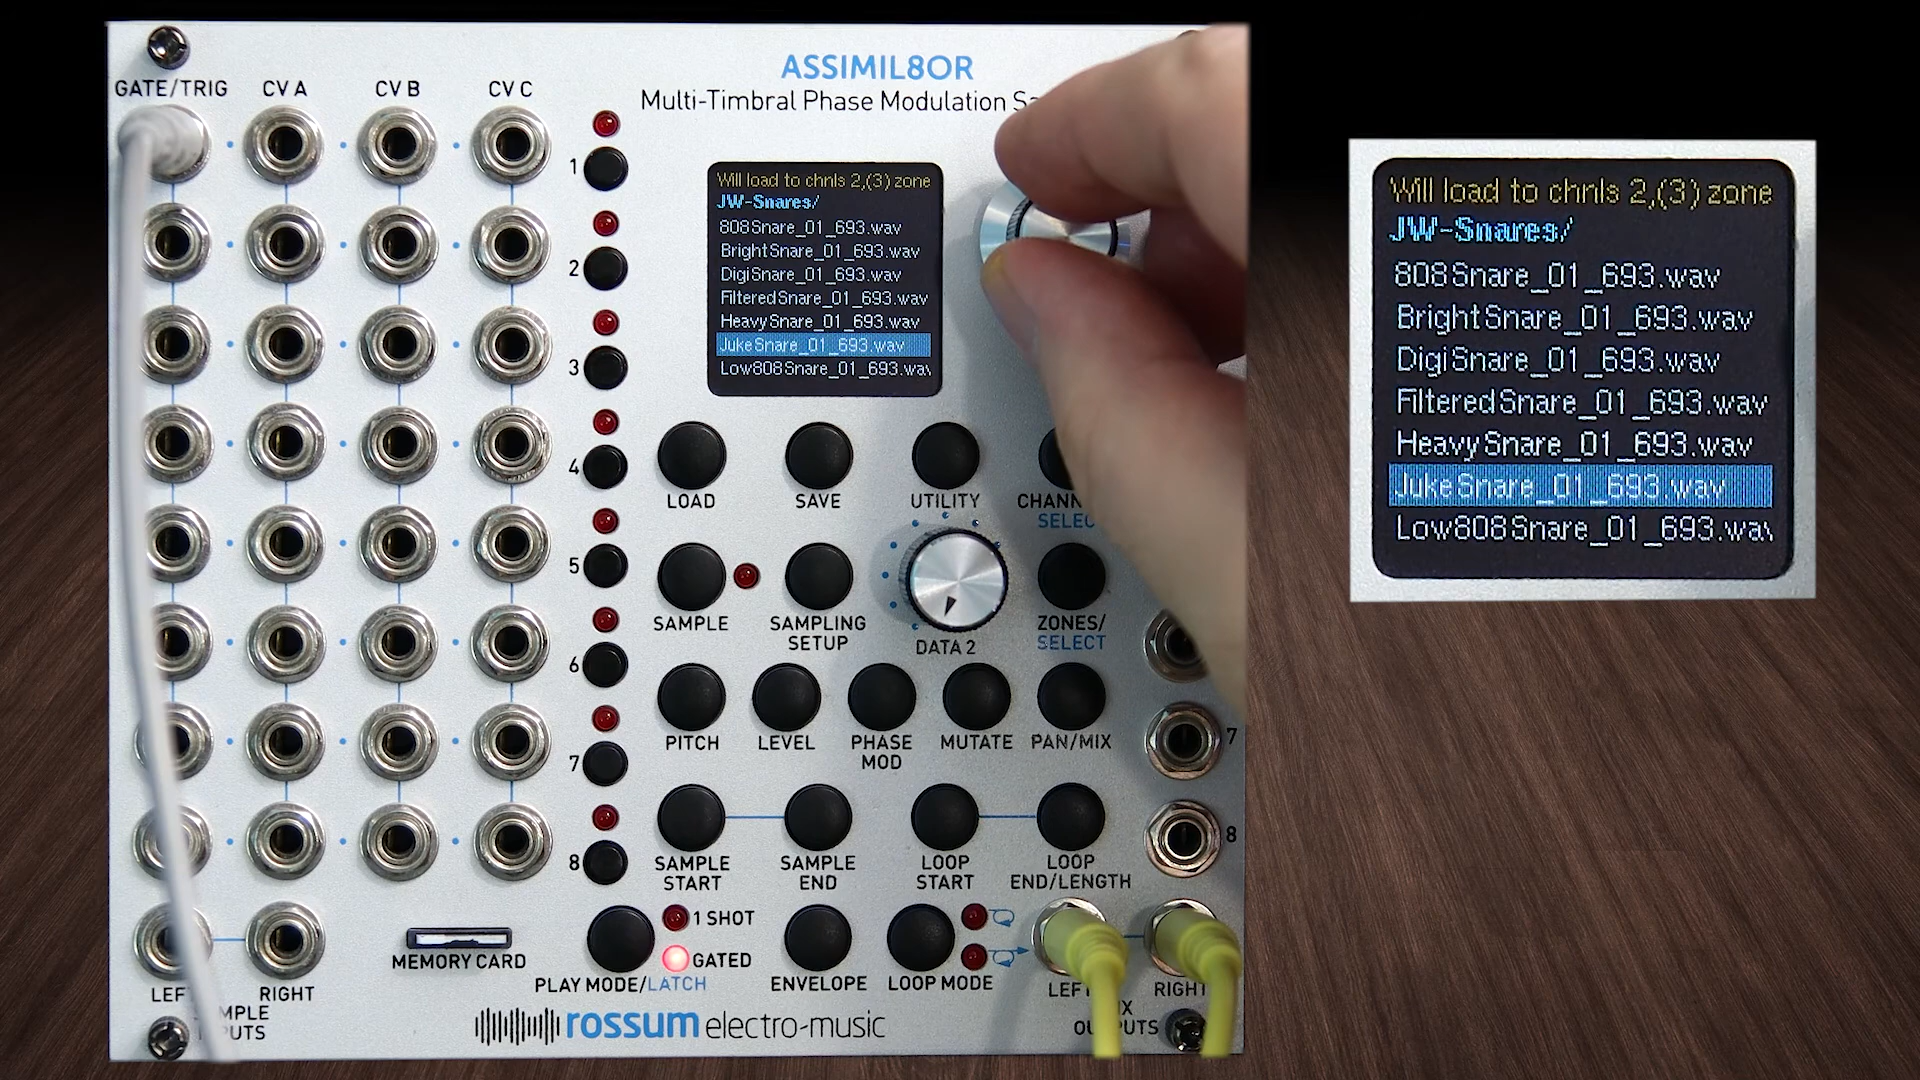 ASSIMIL8OR
Multi-Timbral Phase Modulation
GATE/TRIG CV A CV B CV C
1
2
3
4
5
6
7
8
Will load to chnls 2,(3) zone
JW-Snares/
808Snare_01_693.wav
BrightSnare_01_693.wav
DigiSnare_01_693.wav
FilteredSnare_01_693.wav
HeavySnare_01_693.wav
JukeSnare_01_693.wav
Low808Snare_01_693.wav
LOAD SAVE UTILITY
SELEC
SAMPLE SAMPLING SETUP DATA 2 ZONES/
SELECT
PITCH LEVEL PHASE MOD MUTATE PAN/MIX
7
8
SAMPLE START SAMPLE END LOOP START LOOP END/LENGTH
1 SHOT
GATED
MEMORY CARD
PLAY MODE/LATCH ENVELOPE LOOP MODE
RIGHT
RIGHT
rossum electro-music
Will load to chnls 2,(3) zone
JW-Snares/
808Snare_01_693.wav
BrightSnare_01_693.wav
DigiSnare_01_693.wav
FilteredSnare_01_693.wav
HeavySnare_01_693.wav
JukeSnare_01_693.wav
Low808Snare_01_693.wav